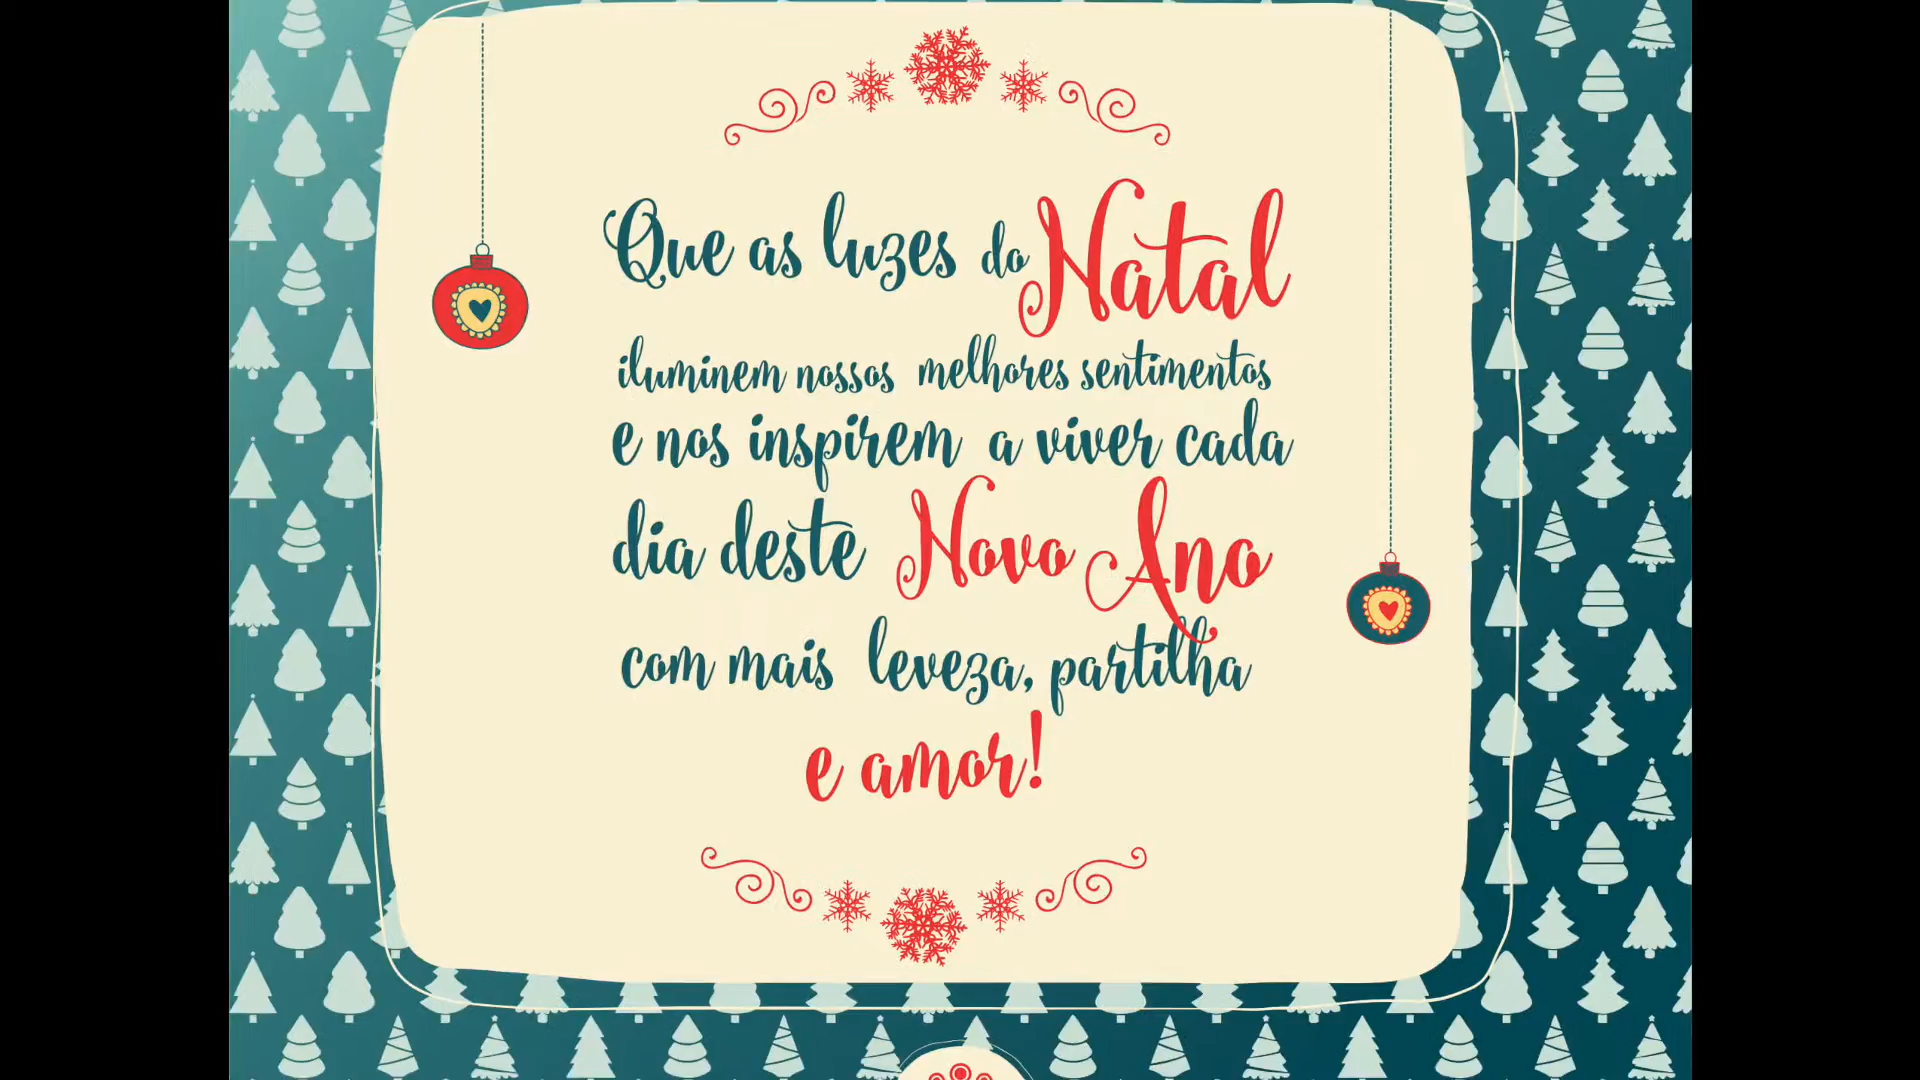 Que as luzes do Natal
iluminem nossos melhores sentimentos
e nos inspirem a viver cada
dia deste Novo Ano
com mais leveza, partilha
e amor!